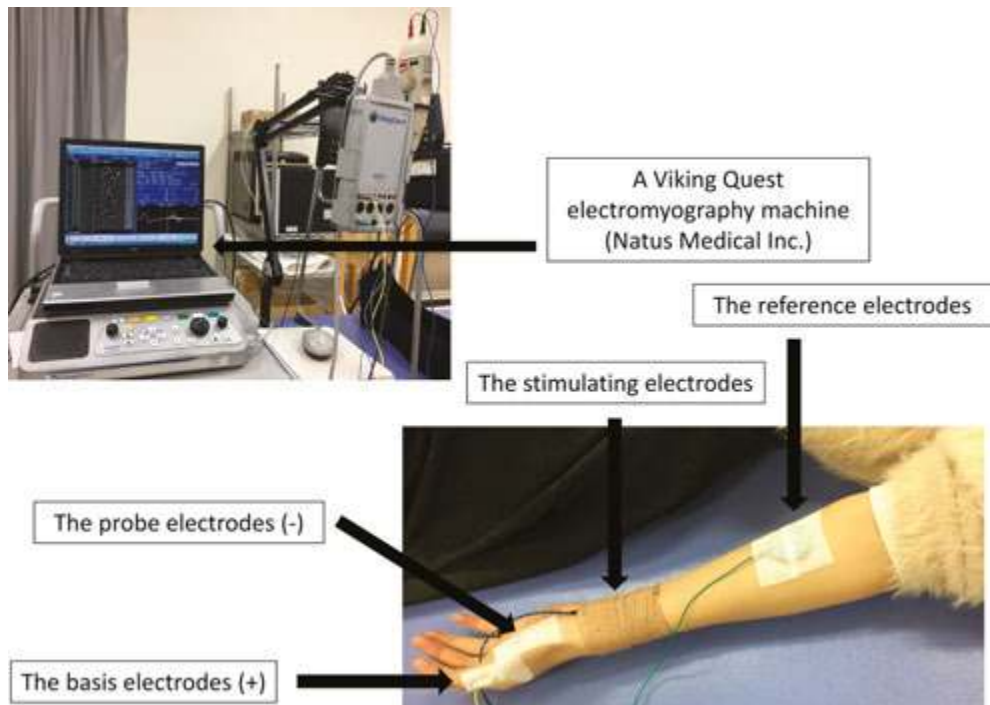 A Viking Quest
electromyography machine
(Natus Medical Inc.)
The reference electrodes
The stimulating electrodes
The probe electrodes (-)
The basis electrodes (+)